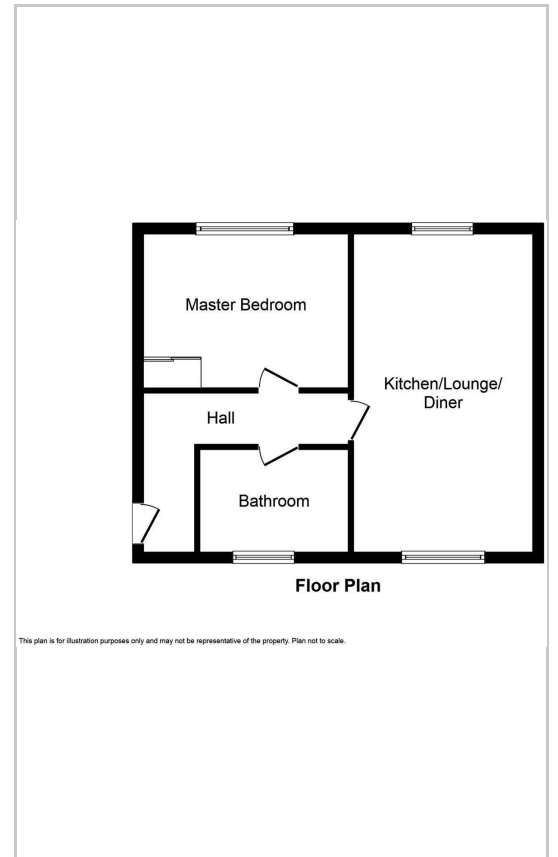 Master Bedroom
Kitchen/Lounge/
Diner
Hall
Bathroom
Floor Plan
This plan is for illustration purposes only and may not be representative of the property. Plan not to scale.